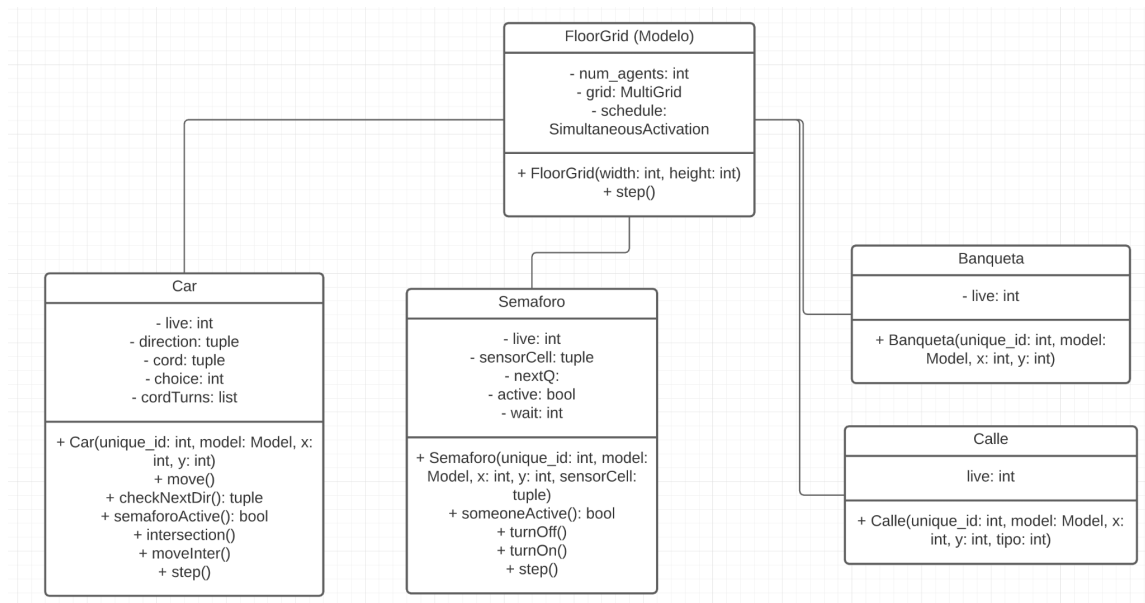 FloorGrid (Modelo)
- num_agents: int
- grid: MultiGrid
- schedule:
SimultaneousActivation
+ FloorGrid(width: int, height: int)
+ step()
Car
- live: int
- direction: tuple
- cord: tuple
- choice: int
- cordTurns: list
+ Car(unique_id: int, model: Model, x:
int, y: int)
+ move()
+ checkNextDir(): tuple
+ semaforoActive(): bool
+ intersection()
+ moveInter()
+ step()
Semaforo
- live: int
- sensorCell: tuple
- nextQ:
- active: bool
- wait: int
+ Semaforo(unique_id: int, model:
Model, x: int, y: int, sensorCell:
tuple)
+ someoneActive(): bool
+ turnOff()
+ turnOn()
+ step()
Banqueta
- live: int
+ Banqueta(unique_id: int, model:
Model, x: int, y: int)
Calle
live: int
+ Calle(unique_id: int, model: Model, x:
int, y: int, tipo: int)